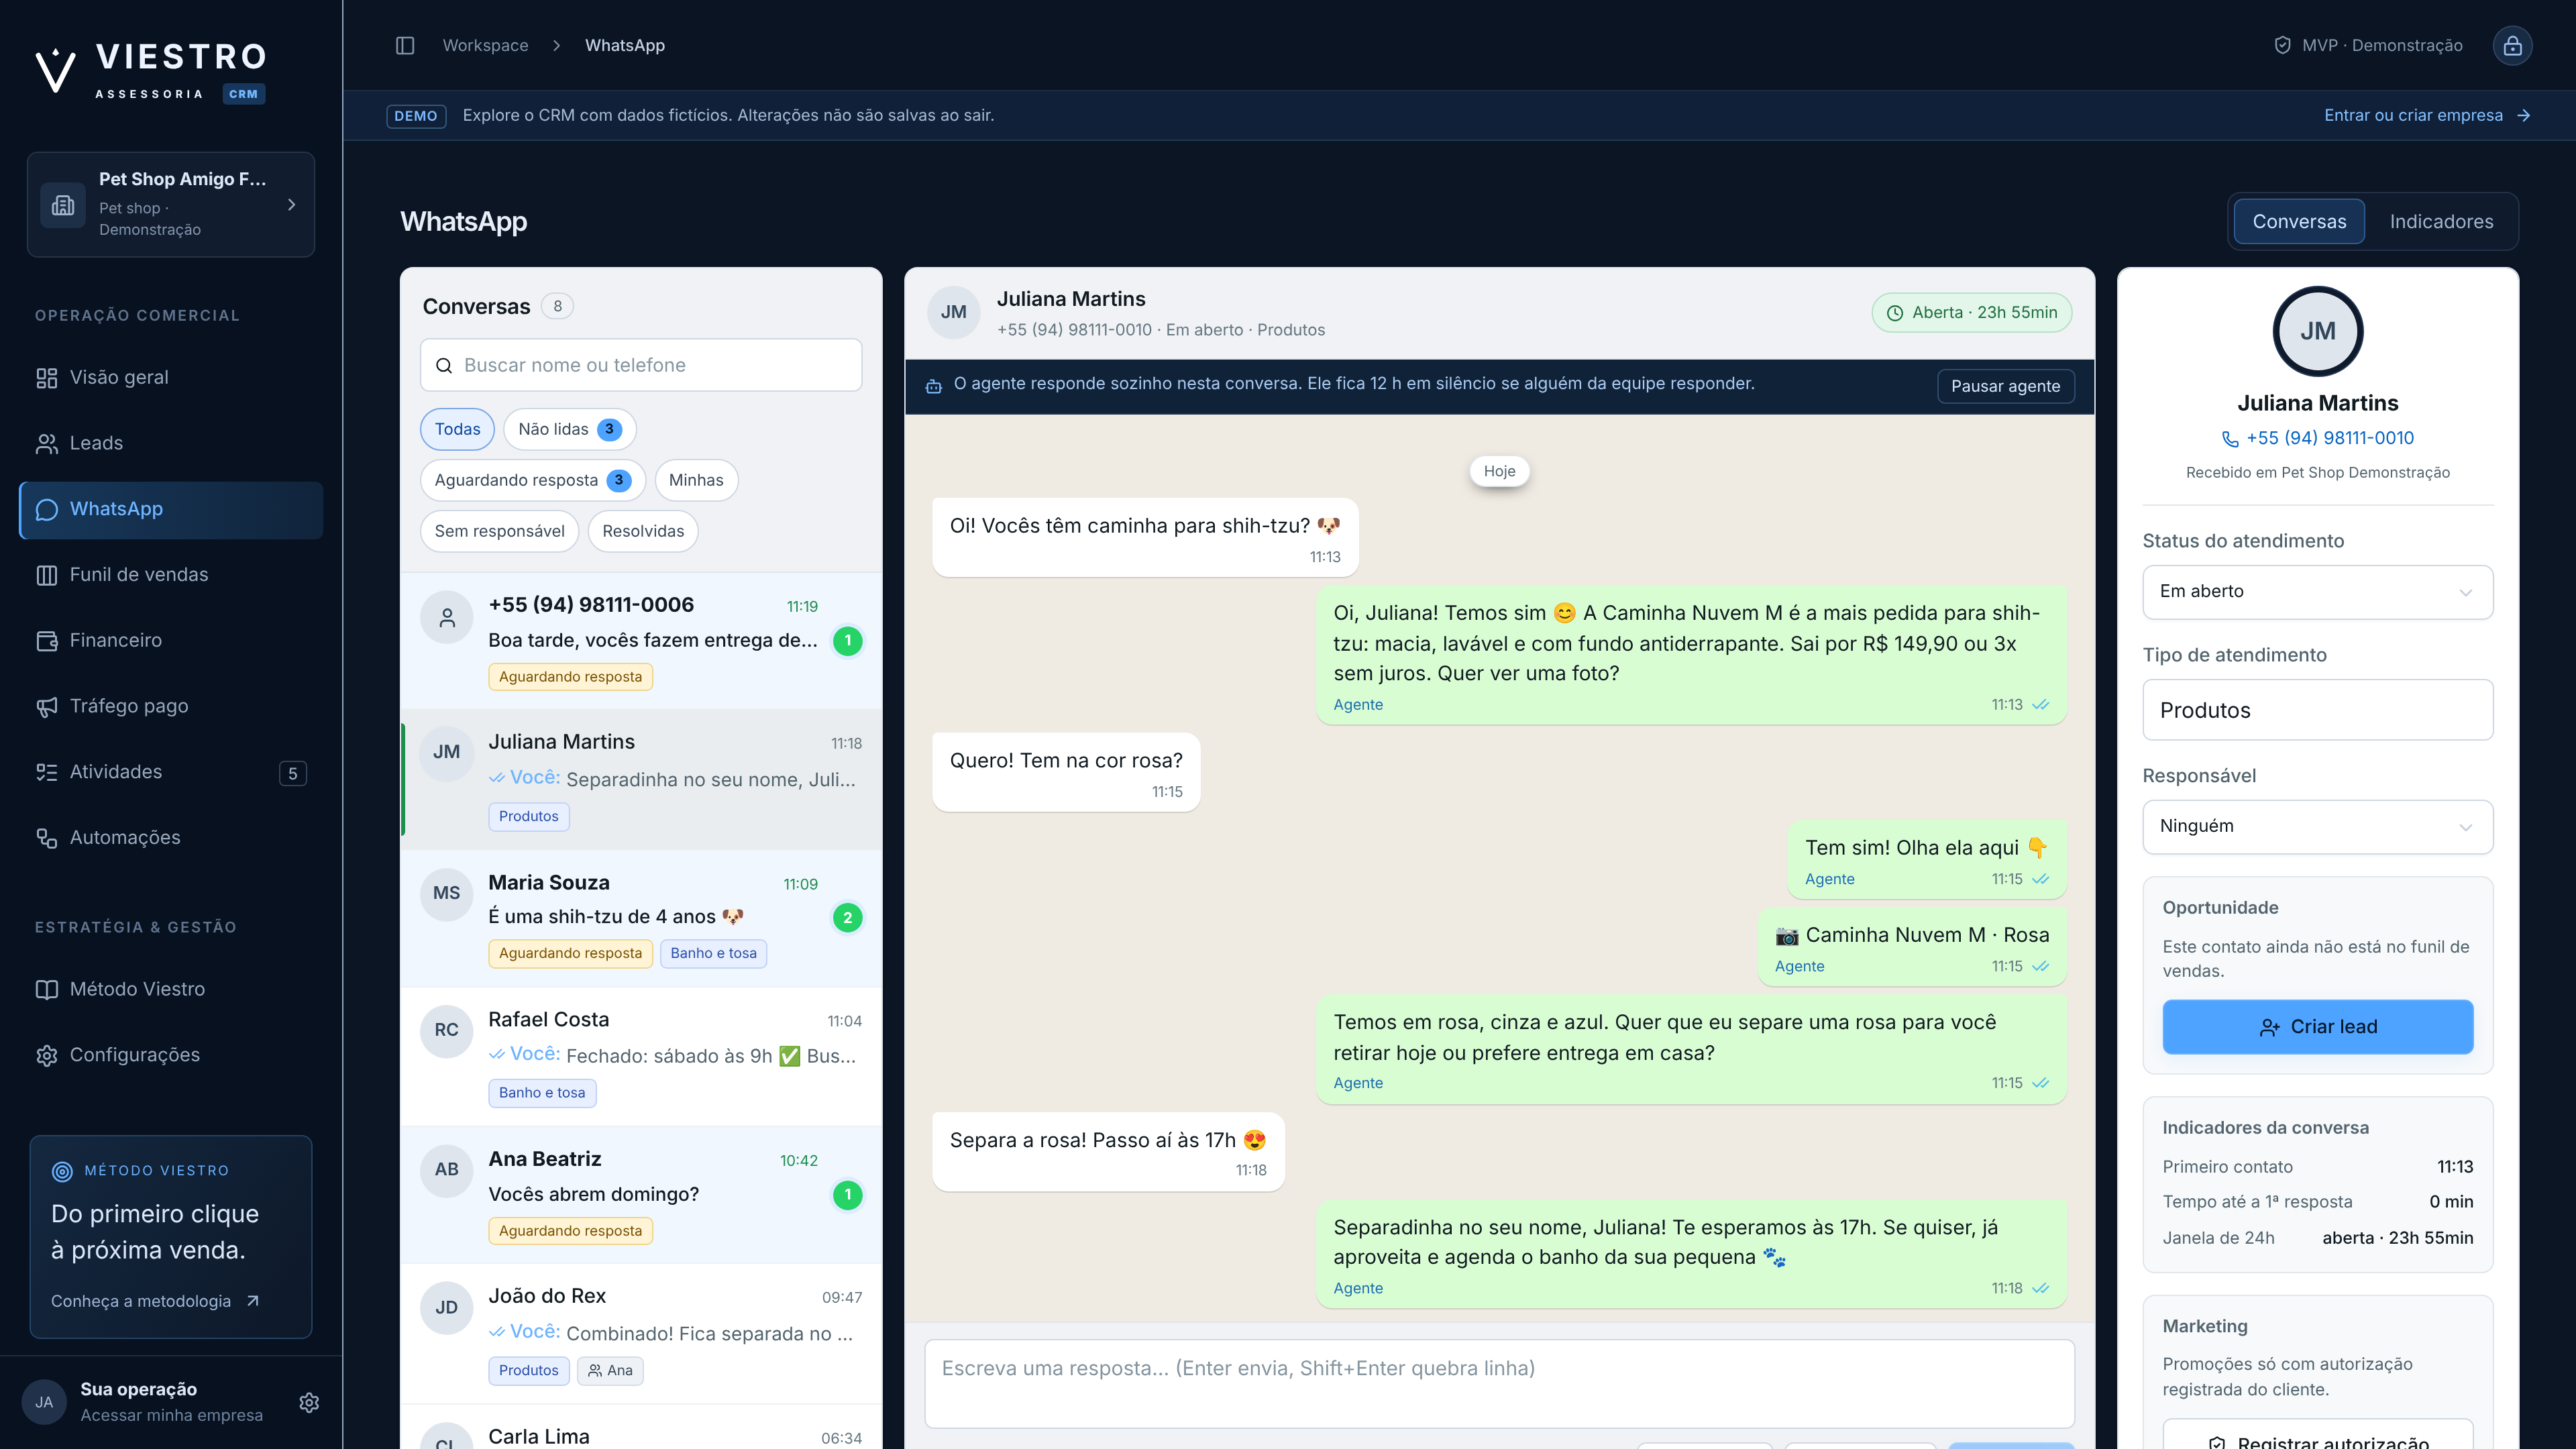 VIESTRO
ASSESSORIA CRM
Pet Shop Amigo F...
Pet shop ·
Demonstração
OPERAÇÃO COMERCIAL
Visão geral
Leads
WhatsApp
Funil de vendas
Financeiro
Tráfego pago
Atividades 5
Automações
ESTRATÉGIA & GESTÃO
Método Viestro
Configurações
MÉTODO VIESTRO
Do primeiro clique
à próxima venda.
Conheça a metodologia
JA
Sua operação
Acessar minha empresa
Workspace > WhatsApp
MVP · Demonstração
DEMO Explore o CRM com dados fictícios. Alterações não são salvas ao sair.
Entrar ou criar empresa →
WhatsApp
Conversas Indicadores
Conversas 8
Buscar nome ou telefone
Todas Não lidas 3
Aguardando resposta 3 Minhas
Sem responsável Resolvidas
+55 (94) 98111-0006 11:19
Boa tarde, vocês fazem entrega de... 1
Aguardando resposta
JM Juliana Martins 11:18
Você: Separadinha no seu nome, Juli...
Produtos
MS Maria Souza 11:09
É uma shih-tzu de 4 anos 🐶 2
Aguardando resposta Banho e tosa
RC Rafael Costa 11:04
Você: Fechado: sábado às 9h ✅ Bus...
Banho e tosa
AB Ana Beatriz 10:42
Vocês abrem domingo? 1
Aguardando resposta
JD João do Rex 09:47
Você: Combinado! Fica separada no ...
Produtos Ana
CL Carla Lima 06:34
JM Juliana Martins
+55 (94) 98111-0010 · Em aberto · Produtos
Aberta · 23h 55min
O agente responde sozinho nesta conversa. Ele fica 12 h em silêncio se alguém da equipe responder.
Pausar agente
Hoje
Oi! Vocês têm caminha para shih-tzu? 🐶
11:13
Oi, Juliana! Temos sim 😊 A Caminha Nuvem M é a mais pedida para shih-
tzu: macia, lavável e com fundo antiderrapante. Sai por R$ 149,90 ou 3x
sem juros. Quer ver uma foto?
Agente 11:13
Quero! Tem na cor rosa?
11:15
Tem sim! Olha ela aqui 👇
Agente 11:15
📷 Caminha Nuvem M · Rosa
Agente 11:15
Temos em rosa, cinza e azul. Quer que eu separe uma rosa para você
retirar hoje ou prefere entrega em casa?
Agente 11:15
Separa a rosa! Passo aí às 17h 😍
11:18
Separadinha no seu nome, Juliana! Te esperamos às 17h. Se quiser, já
aproveita e agenda o banho da sua pequena 🐾
Agente 11:18
Escreva uma resposta... (Enter envia, Shift+Enter quebra linha)
JM
Juliana Martins
+55 (94) 98111-0010
Recebido em Pet Shop Demonstração
Status do atendimento
Em aberto
Tipo de atendimento
Produtos
Responsável
Ninguém
Oportunidade
Este contato ainda não está no funil de
vendas.
Criar lead
Indicadores da conversa
Primeiro contato 11:13
Tempo até a 1ª resposta 0 min
Janela de 24h aberta · 23h 55min
Marketing
Promoções só com autorização
registrada do cliente.
Registrar autorização